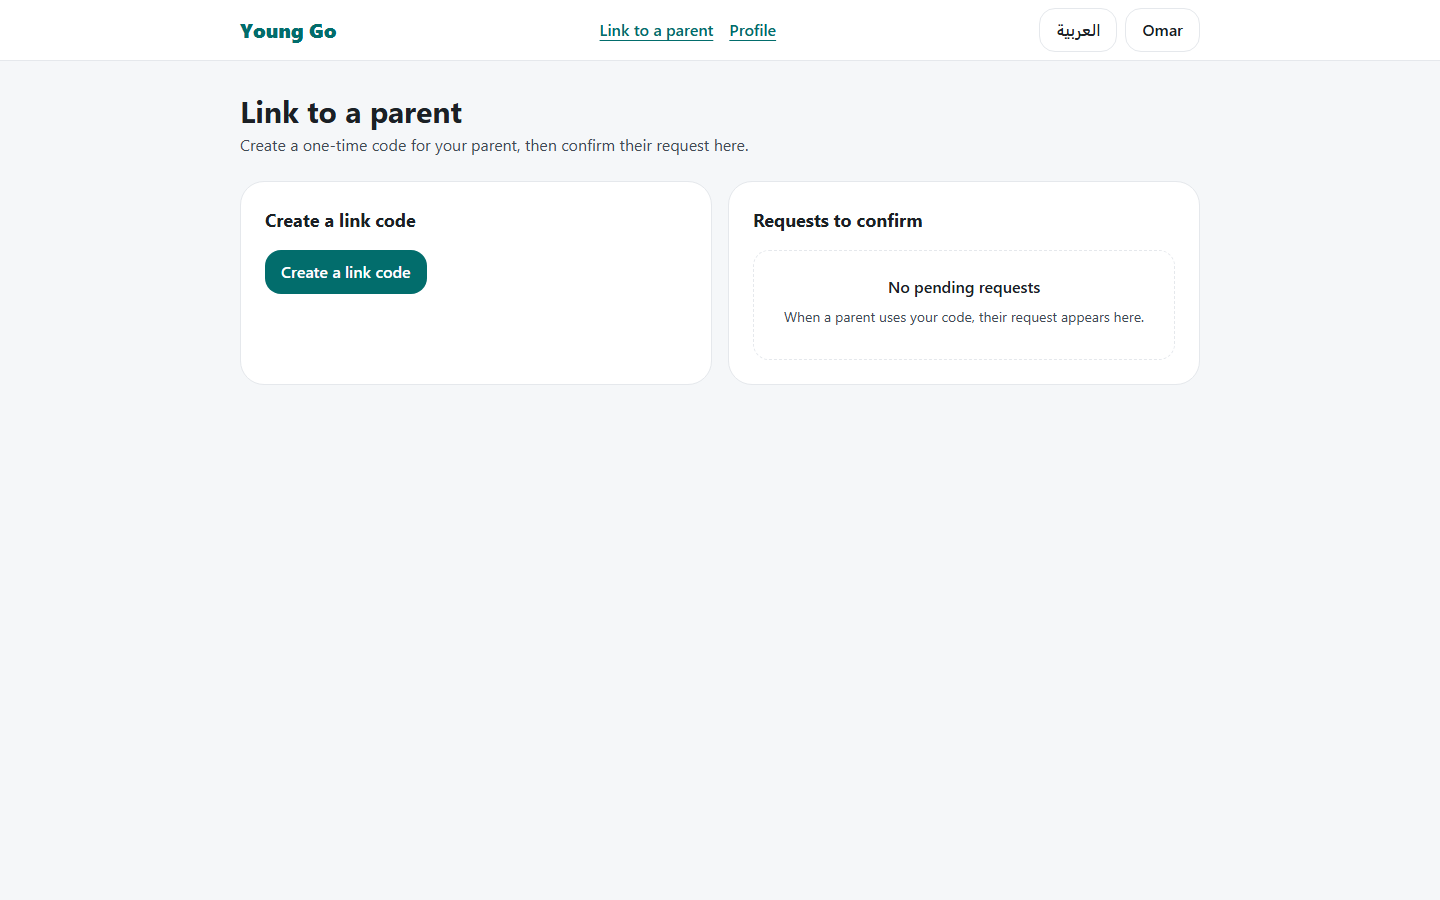 Young Go
Link to a parent
Profile
العربية
Omar
Link to a parent
Create a one-time code for your parent, then confirm their request here.
Create a link code
Create a link code
Requests to confirm
No pending requests
When a parent uses your code, their request appears here.